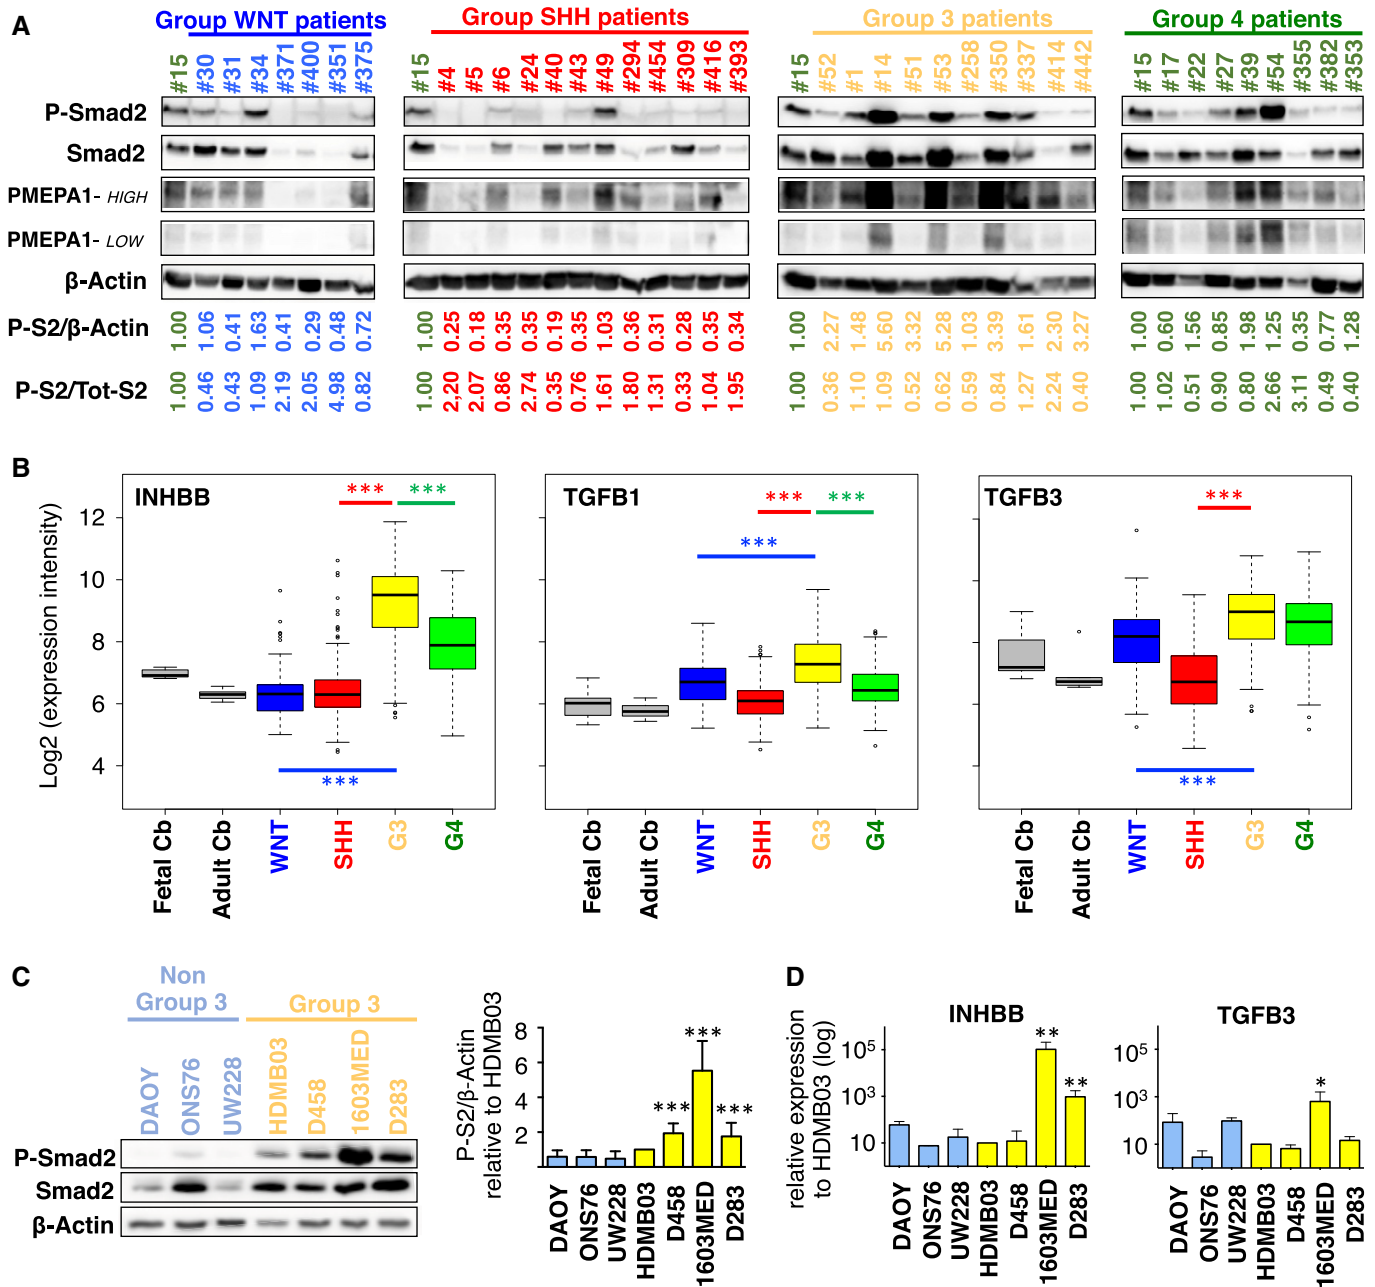 A
Group WNT patients
Group SHH patients
Group 3 patients
Group 4 patients
#15 #30 #31 #34 #371 #400 #351 #375
#15 #4 #5 #6 #24 #40 #43 #49 #294 #454 #309 #416 #393
#15 #52 #1 #14 #51 #53 #258 #350 #337 #414 #442
#15 #17 #22 #27 #39 #54 #355 #382 #353
P-Smad2
Smad2
PMEPA1- HIGH
PMEPA1- LOW
β-Actin
P-S2/β-Actin
1.00 1.06 0.41 1.63 0.41 0.29 0.48 0.72
1.00 0.25 0.18 0.35 0.35 0.19 0.35 1.03 0.36 0.31 0.28 0.35 0.34
1.00 2.27 1.48 5.60 3.32 5.28 1.03 3.39 1.61 2.30 3.27
1.00 0.60 1.56 0.85 1.98 1.25 0.35 0.77 1.28
P-S2/Tot-S2
1.00 0.46 0.43 1.09 2.19 2.05 4.98 0.82
1.00 2,20 2.07 0.86 2.74 0.35 0.76 1.61 1.80 1.31 0.33 1.04 1.95
1.00 0.36 1.10 1.09 0.52 0.62 0.59 0.84 1.27 2.24 0.40
1.00 1.02 0.51 0.90 0.80 2.66 3.11 0.49 0.40
B
Log2 (expression intensity)
12
10
8
6
4
INHBB
*** ***
***
Fetal Cb
Adult Cb
WNT
SHH
G3
G4
TGFB1
*** ***
***
Fetal Cb
Adult Cb
WNT
SHH
G3
G4
TGFB3
***
***
Fetal Cb
Adult Cb
WNT
SHH
G3
G4
C
Non
Group 3
Group 3
DAOY
ONS76
UW228
HDMB03
D458
1603MED
D283
P-Smad2
Smad2
β-Actin
P-S2/β-Actin
relative to HDMB03
8
6
4
2
0
***
***
***
DAOY
ONS76
UW228
HDMB03
D458
1603MED
D283
D
relative expression
to HDMB03 (log)
INHBB
10⁵
10³
10
**
**
DAOY
ONS76
UW228
HDMB03
D458
1603MED
D283
TGFB3
10⁵
10³
10
*
DAOY
ONS76
UW228
HDMB03
D458
1603MED
D283